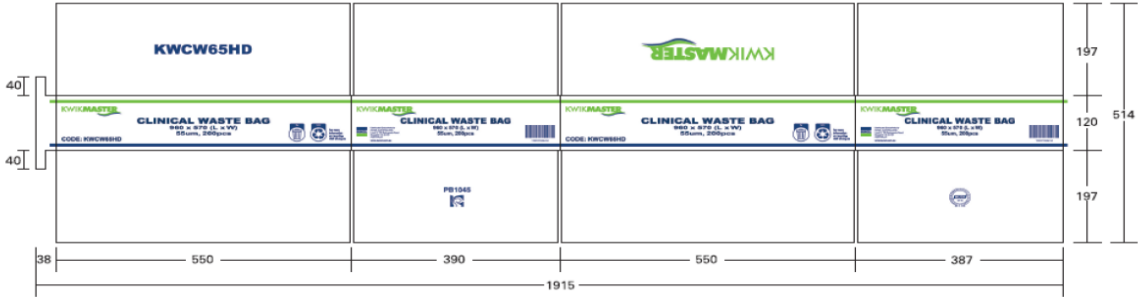 KWCW65HD
KWIKMASTER
197
40
KWIKMASTER
CLINICAL WASTE BAG
960 x 570 (L x W)
55um, 200pcs
CODE: KWCW65HD
KWIKMASTER
CLINICAL WASTE BAG
960 x 570 (L x W)
55um, 200pcs
KWIKMASTER
CLINICAL WASTE BAG
960 x 570 (L x W)
55um, 200pcs
CODE: KWCW65HD
KWIKMASTER
CLINICAL WASTE BAG
960 x 570 (L x W)
55um, 200pcs
120
514
40
PB1045
197
38
550
390
550
387
1915